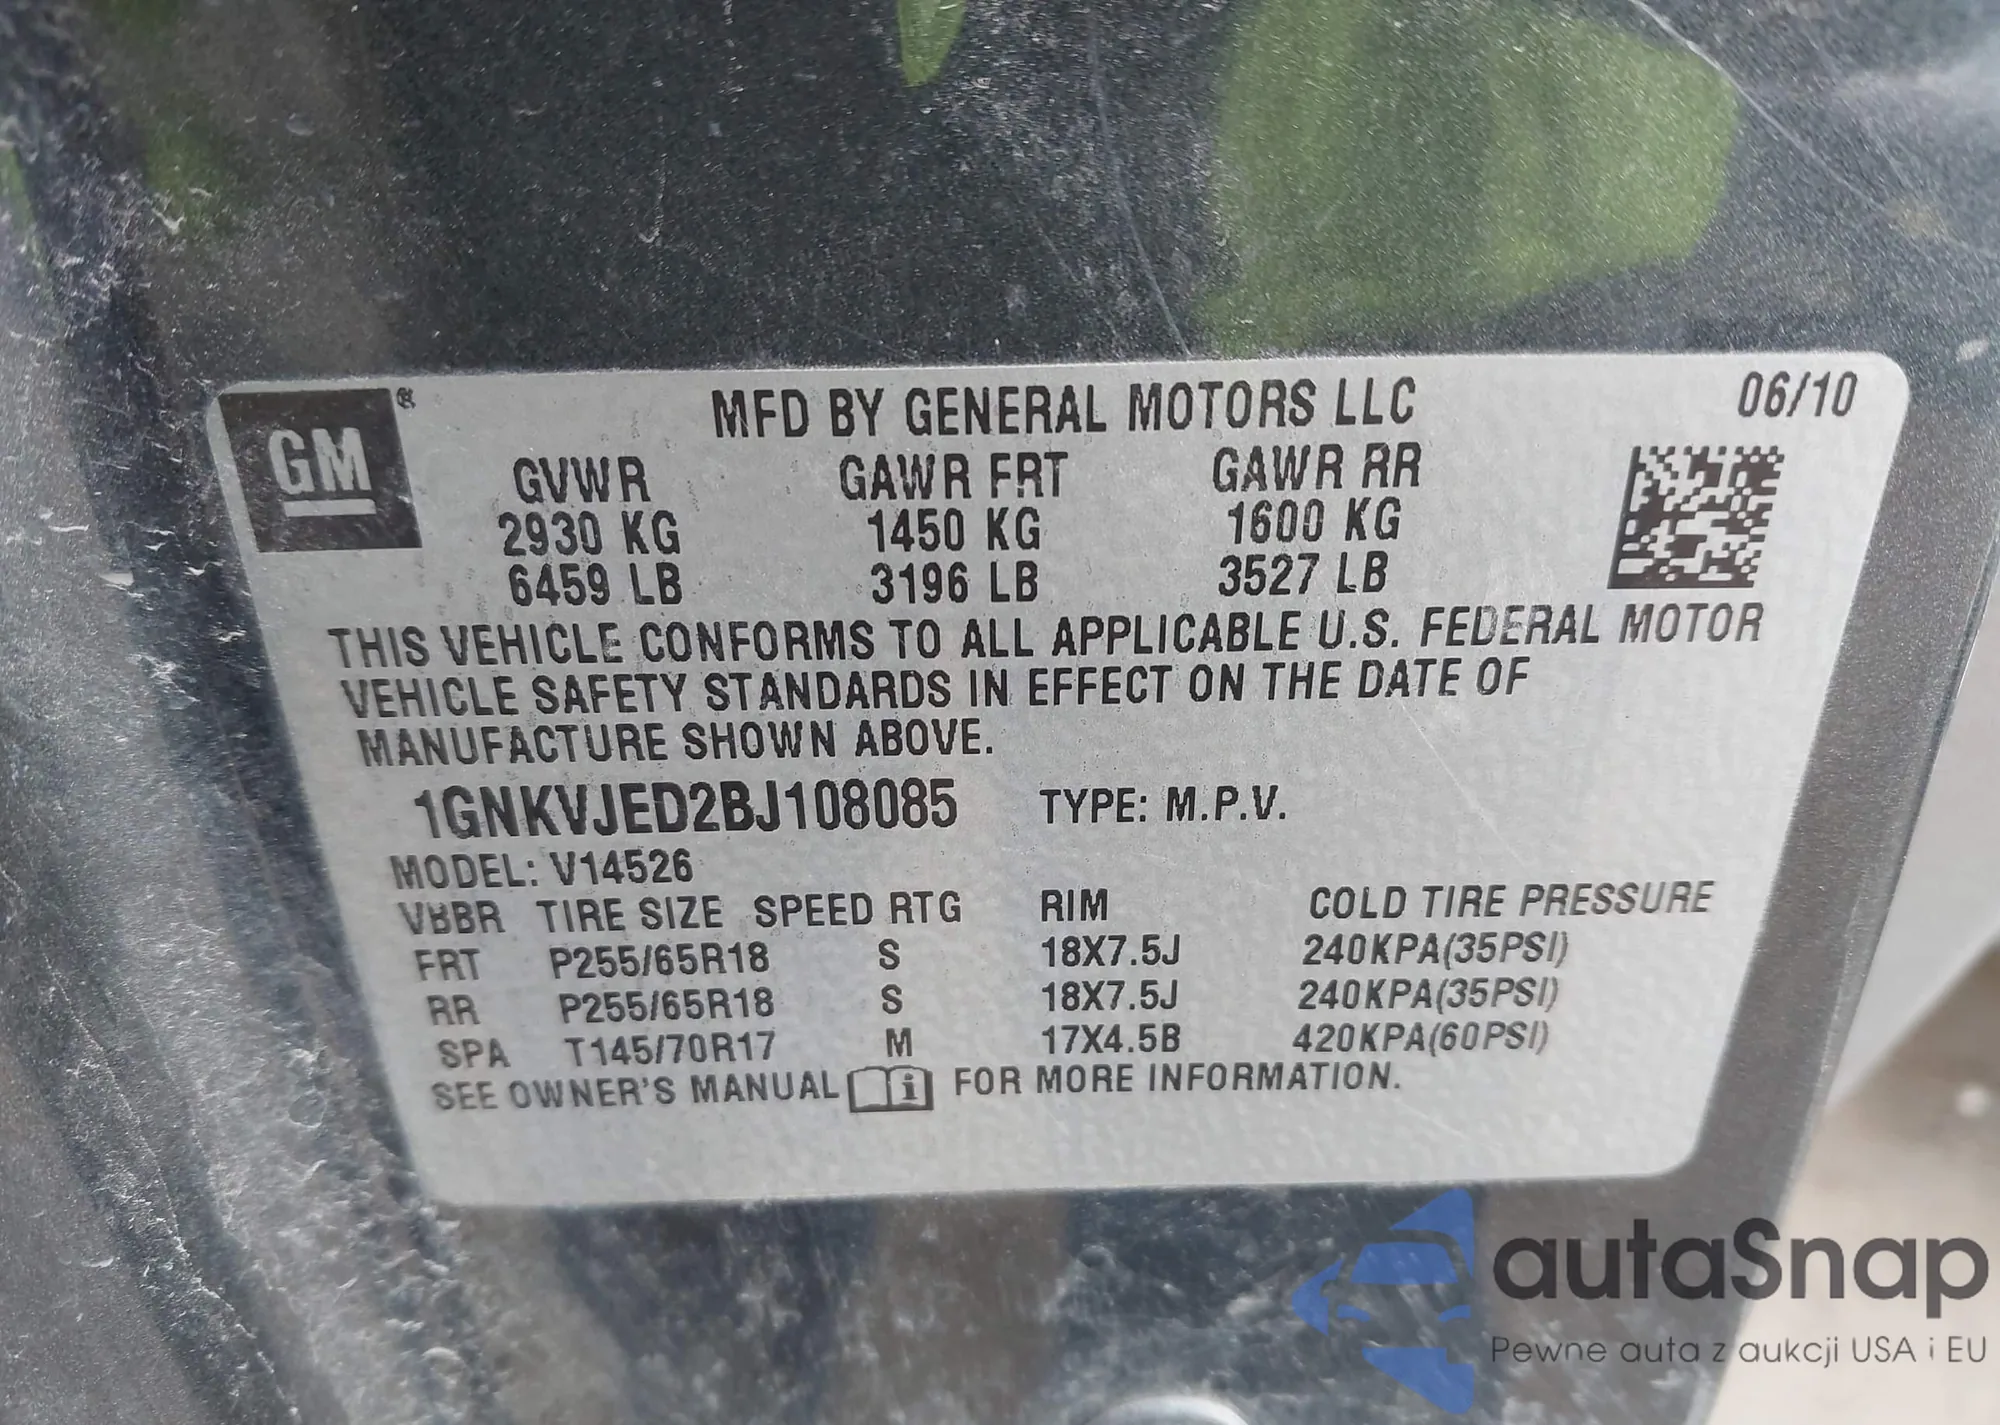 GM ®
MFD BY GENERAL MOTORS LLC 06/10
GVWR GAWR FRT GAWR RR
2930 KG 1450 KG 1600 KG
6459 LB 3196 LB 3527 LB
THIS VEHICLE CONFORMS TO ALL APPLICABLE U.S. FEDERAL MOTOR
VEHICLE SAFETY STANDARDS IN EFFECT ON THE DATE OF
MANUFACTURE SHOWN ABOVE.
1GNKVJED2BJ108085 TYPE: M.P.V.
MODEL: V14526
VBBR TIRE SIZE SPEED RTG RIM COLD TIRE PRESSURE
FRT P255/65R18 S 18X7.5J 240KPA(35PSI)
RR P255/65R18 S 18X7.5J 240KPA(35PSI)
SPA T145/70R17 M 17X4.5B 420KPA(60PSI)
SEE OWNER'S MANUAL i FOR MORE INFORMATION.
autaSnap
Pewne auta z aukcji USA i EU